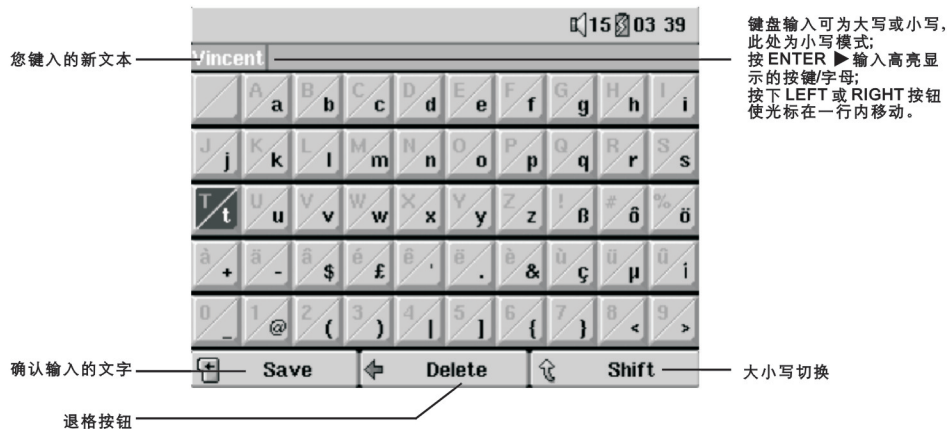 15 03 39
您键入的新文本
Vincent
键盘输入可为大写或小写，
此处为小写模式;
按 ENTER ▶ 输入高亮显
示的按键/字母;
按下 LEFT 或 RIGHT 按钮
使光标在一行内移动。
A a B b C c D d E e F f G g H h I i
J j K k L l M m N n O o P p Q q R r S s
T t U u V v W w X x Y y Z z ! ß # ô % ö
à + ä - â $ é £ ê ' ë . è & ù ç ü µ û î
0 _ 1 @ 2 ( 3 ) 4 | 5 ] 6 { 7 } 8 < 9 >
确认输入的文字
Save Delete Shift
大小写切换
退格按钮